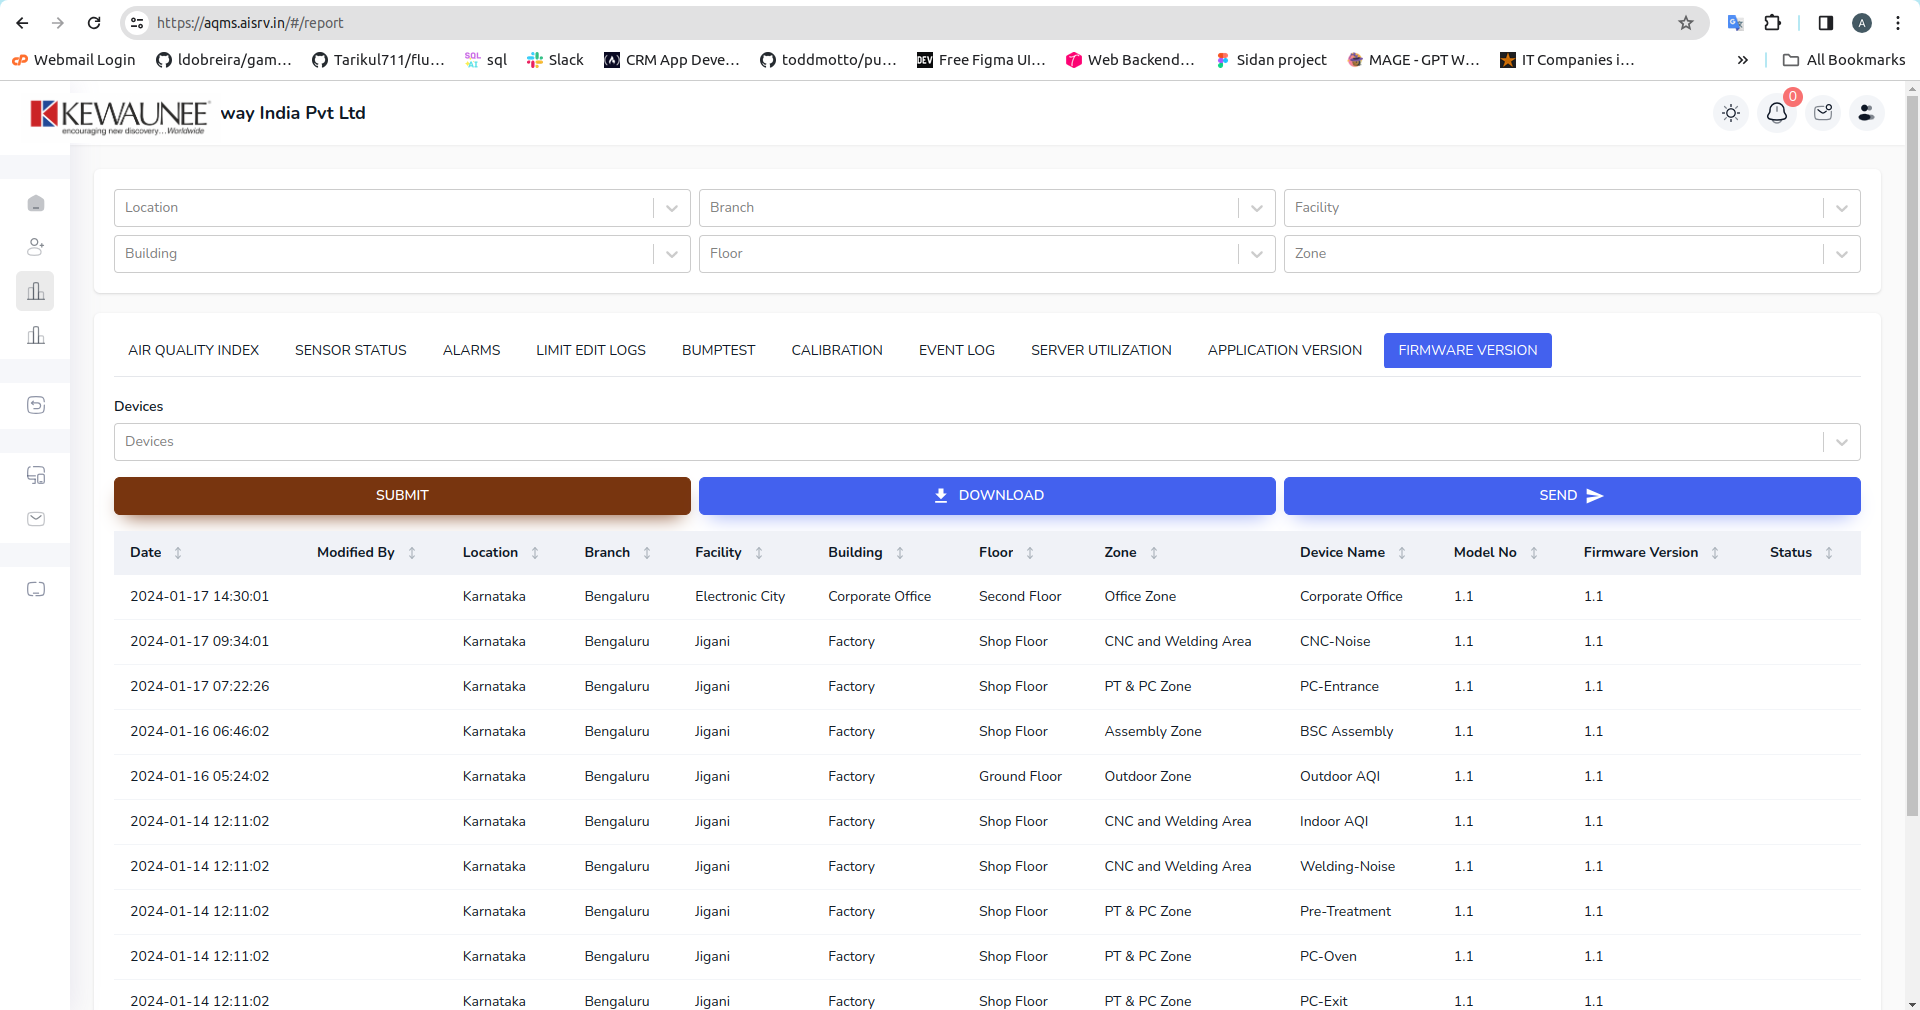 https://aqms.aisrv.in/#/report
A
Webmail Login ldobreira/gam... Tarikul711/flu... SQL AI sql Slack CRM App Deve... toddmotto/pu... DEV Free Figma UI... Web Backend... Sidan project MAGE - GPT W... IT Companies i... » All Bookmarks
KEWAUNEE way India Pvt Ltd 0
encouraging new discovery...Worldwide
Location Branch Facility
Building Floor Zone
AIR QUALITY INDEX SENSOR STATUS ALARMS LIMIT EDIT LOGS BUMPTEST CALIBRATION EVENT LOG SERVER UTILIZATION APPLICATION VERSION FIRMWARE VERSION
Devices
Devices
SUBMIT DOWNLOAD SEND
Date Modified By Location Branch Facility Building Floor Zone Device Name Model No Firmware Version Status
2024-01-17 14:30:01 Karnataka Bengaluru Electronic City Corporate Office Second Floor Office Zone Corporate Office 1.1 1.1
2024-01-17 09:34:01 Karnataka Bengaluru Jigani Factory Shop Floor CNC and Welding Area CNC-Noise 1.1 1.1
2024-01-17 07:22:26 Karnataka Bengaluru Jigani Factory Shop Floor PT & PC Zone PC-Entrance 1.1 1.1
2024-01-16 06:46:02 Karnataka Bengaluru Jigani Factory Shop Floor Assembly Zone BSC Assembly 1.1 1.1
2024-01-16 05:24:02 Karnataka Bengaluru Jigani Factory Ground Floor Outdoor Zone Outdoor AQI 1.1 1.1
2024-01-14 12:11:02 Karnataka Bengaluru Jigani Factory Shop Floor CNC and Welding Area Indoor AQI 1.1 1.1
2024-01-14 12:11:02 Karnataka Bengaluru Jigani Factory Shop Floor CNC and Welding Area Welding-Noise 1.1 1.1
2024-01-14 12:11:02 Karnataka Bengaluru Jigani Factory Shop Floor PT & PC Zone Pre-Treatment 1.1 1.1
2024-01-14 12:11:02 Karnataka Bengaluru Jigani Factory Shop Floor PT & PC Zone PC-Oven 1.1 1.1
2024-01-14 12:11:02 Karnataka Bengaluru Jigani Factory Shop Floor PT & PC Zone PC-Exit 1.1 1.1